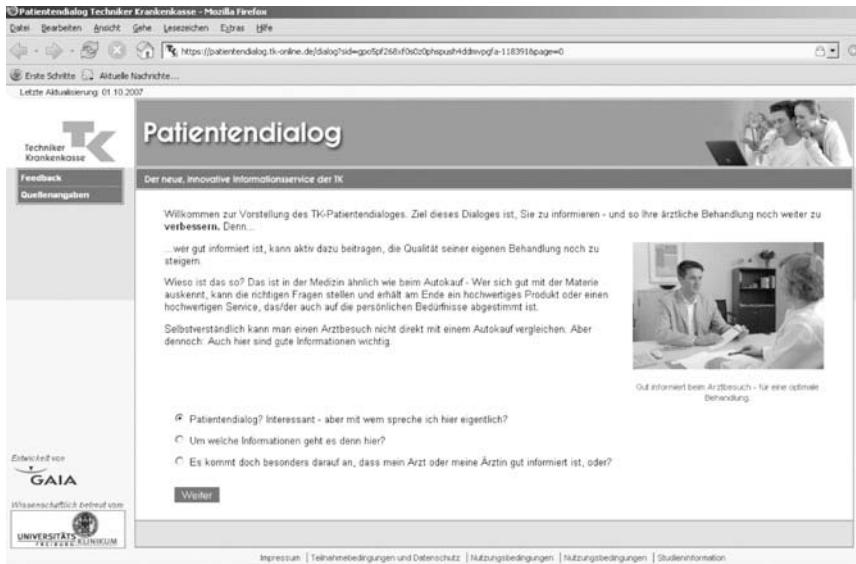 Patientendialog Techniker Krankenkasse - Mozilla Firefox
Datei Bearbeiten Ansicht Gehe Lesezeichen Extras Hilfe
Erste Schritte Aktuelle Nachrichte...
Letzte Aktualisierung: 01.10.2007
Techniker
Krankenkasse
TK
Patientendialog
Feedback
Quellenangaben
Der neue, innovative Informationsservice der TK
Willkommen zur Vorstellung des TK-Patientendialoges. Ziel dieses Dialoges ist, Sie zu informieren - und so Ihre ärztliche Behandlung noch weiter zu
verbessern. Denn...
...wer gut informiert ist, kann aktiv dazu beitragen, die Qualität seiner eigenen Behandlung noch zu
steigern.
Wieso ist das so? Das ist in der Medizin ähnlich wie beim Autokauf - Wer sich gut mit der Materie
auskennt, kann die richtigen Fragen stellen und erhält am Ende ein hochwertiges Produkt oder einen
hochwertigen Service, das/der auch auf die persönlichen Bedürfnisse abgestimmt ist.
Selbstverständlich kann man einen Arztbesuch nicht direkt mit einem Autokauf vergleichen. Aber
dennoch: Auch hier sind gute Informationen wichtig.
Gut informiert beim Arztbesuch - für eine optimale
Behandlung.
Patientendialog? Interessant - aber mit wem spreche ich hier eigentlich?
Um welche Informationen geht es denn hier?
Es kommt doch besonders darauf an, dass mein Arzt oder meine Ärztin gut informiert ist, oder?
Weiter
Entwickelt von
GAIA
Wissenschaftlich betreut vom
UNIVERSITÄTS
FREIBURG KLINIKUM
Impressum | Teilnahmebedingungen und Datenschutz | Nutzungsbedingungen | Nutzungsbedingungen | Studieninformation